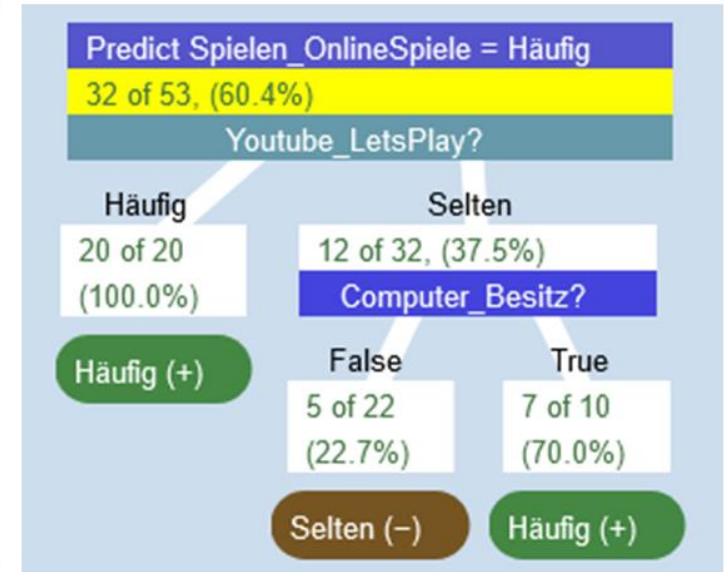 Predict Spielen_OnlineSpiele = Häufig
32 of 53, (60.4%)
Youtube_LetsPlay?
Häufig
20 of 20
(100.0%)
Häufig (+)
Selten
12 of 32, (37.5%)
Computer_Besitz?
False
5 of 22
(22.7%)
Selten (−)
True
7 of 10
(70.0%)
Häufig (+)